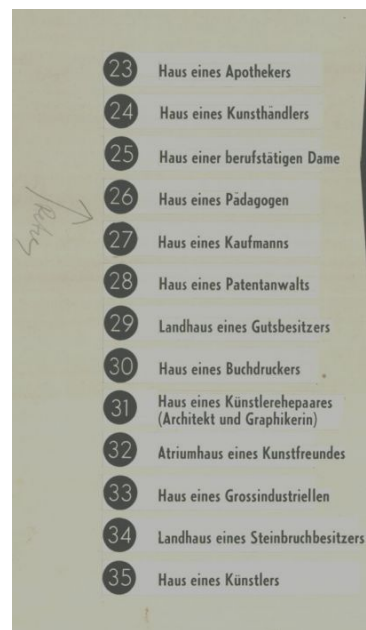 23 Haus eines Apothekers
24 Haus eines Kunsthändlers
25 Haus einer berufstätigen Dame
26 Haus eines Pädagogen
27 Haus eines Kaufmanns
28 Haus eines Patentanwalts
29 Landhaus eines Gutsbesitzers
30 Haus eines Buchdruckers
31 Haus eines Künstlerehepaares
(Architekt und Graphikerin)
32 Atriumhaus eines Kunstfreundes
33 Haus eines Grossindustriellen
34 Landhaus eines Steinbruchbesitzers
35 Haus eines Künstlers